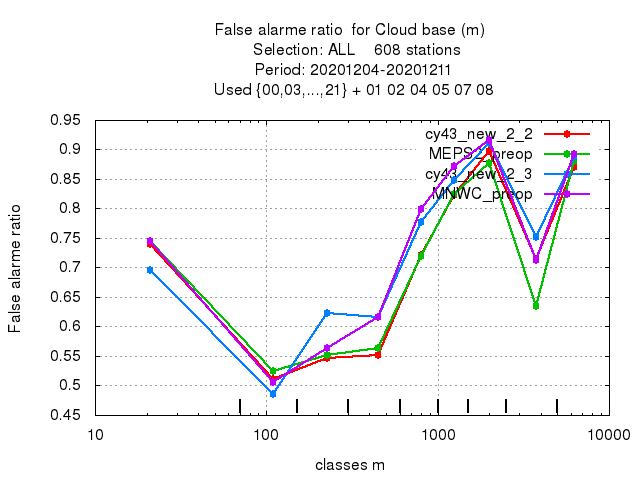 False alarme ratio  for Cloud base (m)
Selection: ALL    608 stations
Period: 20201204-20201211
Used {00,03,...,21} + 01 02 04 05 07 08
0.95
0.9
0.85
0.8
0.75
0.7
0.65
0.6
0.55
0.5
0.45
False alarme ratio
cy43_new_2_2
MEPS_preop
cy43_new_2_3
MNWC_preop
10
100
1000
10000
classes m